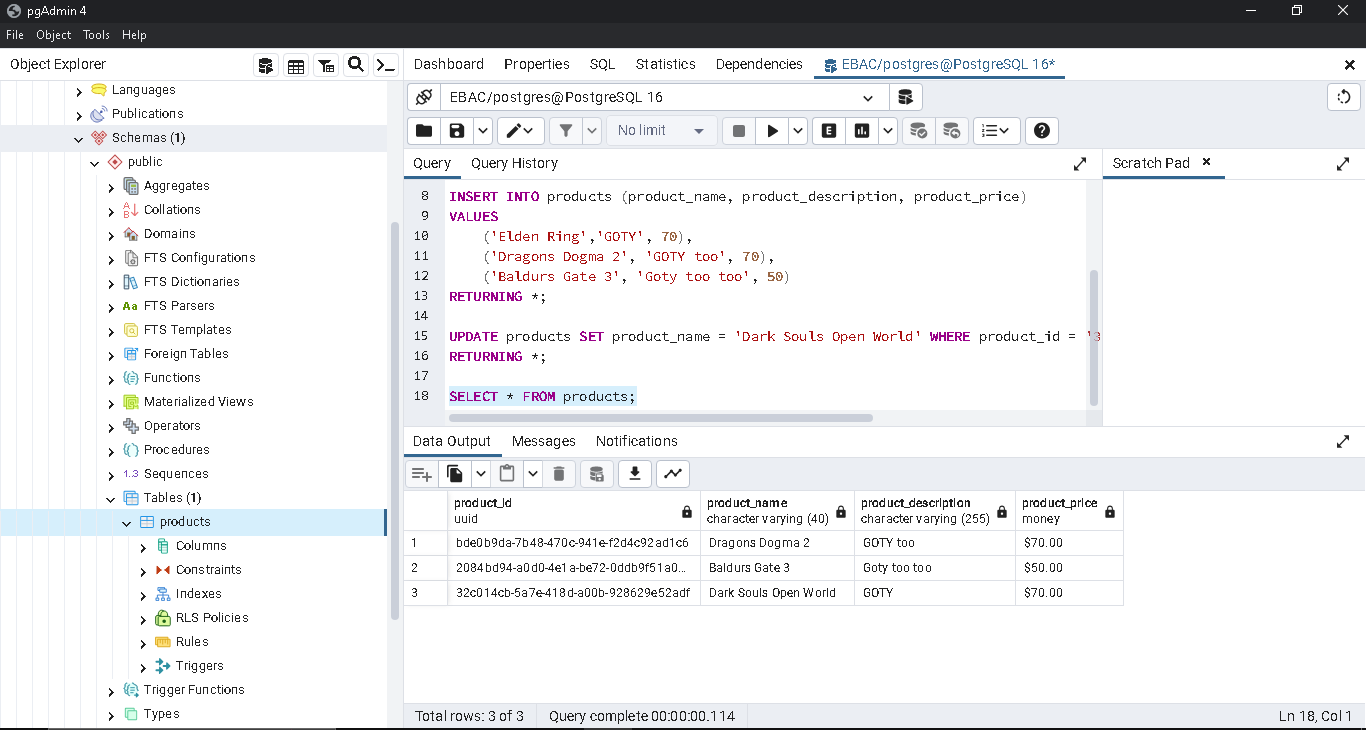 pgAdmin 4
File Object Tools Help
Object Explorer
Languages
Publications
Schemas (1)
public
Aggregates
Collations
Domains
FTS Configurations
FTS Dictionaries
Aa FTS Parsers
FTS Templates
Foreign Tables
Functions
Materialized Views
Operators
Procedures
1.3 Sequences
Tables (1)
products
Columns
Constraints
Indexes
RLS Policies
Rules
Triggers
Trigger Functions
Types
Dashboard Properties SQL Statistics Dependencies EBAC/postgres@PostgreSQL 16*
EBAC/postgres@PostgreSQL 16
No limit E
Query Query History
Scratch Pad
8 INSERT INTO products (product_name, product_description, product_price)
9 VALUES
10 ('Elden Ring','GOTY', 70),
11 ('Dragons Dogma 2', 'GOTY too', 70),
12 ('Baldurs Gate 3', 'Goty too too', 50)
13 RETURNING *;
14
15 UPDATE products SET product_name = 'Dark Souls Open World' WHERE product_id = '3
16 RETURNING *;
17
18 SELECT * FROM products;
Data Output Messages Notifications
product_id product_name product_description product_price
uuid character varying (40) character varying (255) money
1 bde0b9da-7b48-470c-941e-f2d4c92ad1c6 Dragons Dogma 2 GOTY too $70.00
2 2084bd94-a0d0-4e1a-be72-0ddb9f51a0... Baldurs Gate 3 Goty too too $50.00
3 32c014cb-5a7e-418d-a00b-928629e52adf Dark Souls Open World GOTY $70.00
Total rows: 3 of 3 Query complete 00:00:00.114 Ln 18, Col 1